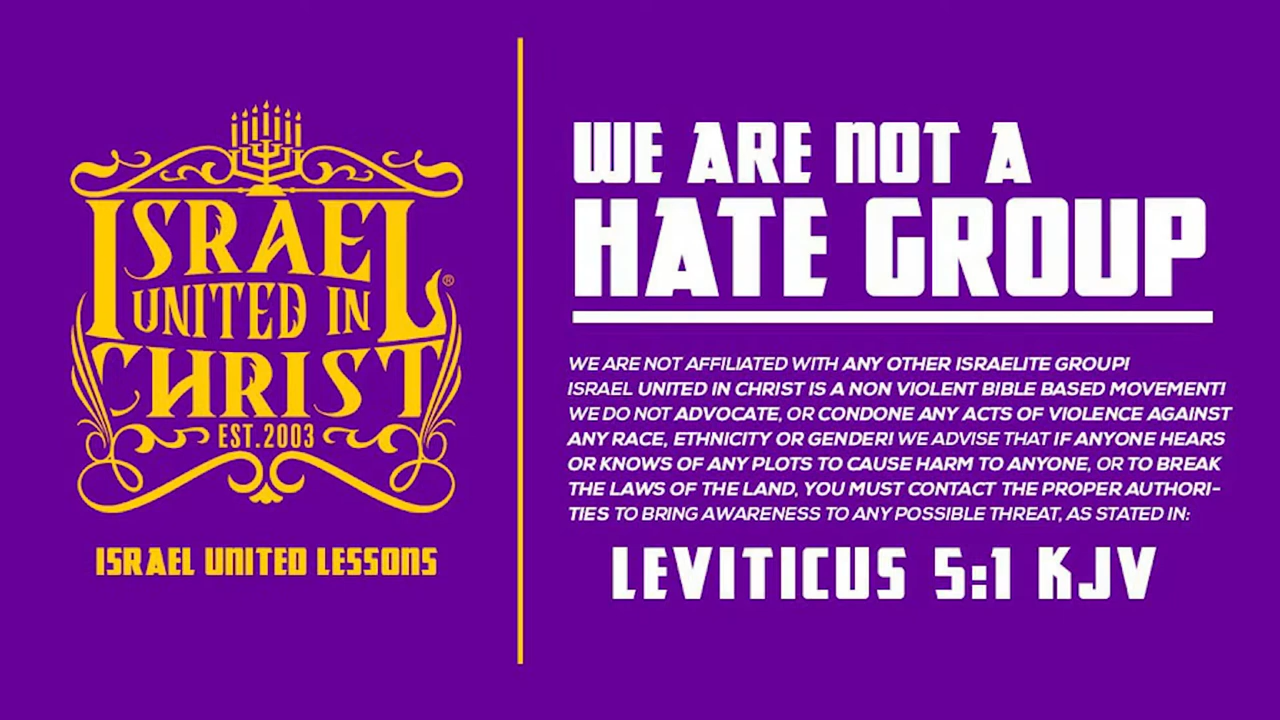 ISRAEL
UNITED IN
CHRIST
®
EST.2003
ISRAEL UNITED LESSONS
WE ARE NOT A
HATE GROUP
WE ARE NOT AFFILIATED WITH ANY OTHER ISRAELITE GROUP!
ISRAEL UNITED IN CHRIST IS A NON VIOLENT BIBLE BASED MOVEMENT!
WE DO NOT ADVOCATE, OR CONDONE ANY ACTS OF VIOLENCE AGAINST
ANY RACE, ETHNICITY OR GENDER! WE ADVISE THAT IF ANYONE HEARS
OR KNOWS OF ANY PLOTS TO CAUSE HARM TO ANYONE, OR TO BREAK
THE LAWS OF THE LAND, YOU MUST CONTACT THE PROPER AUTHORI-
TIES TO BRING AWARENESS TO ANY POSSIBLE THREAT, AS STATED IN:
LEVITICUS 5:1 KJV